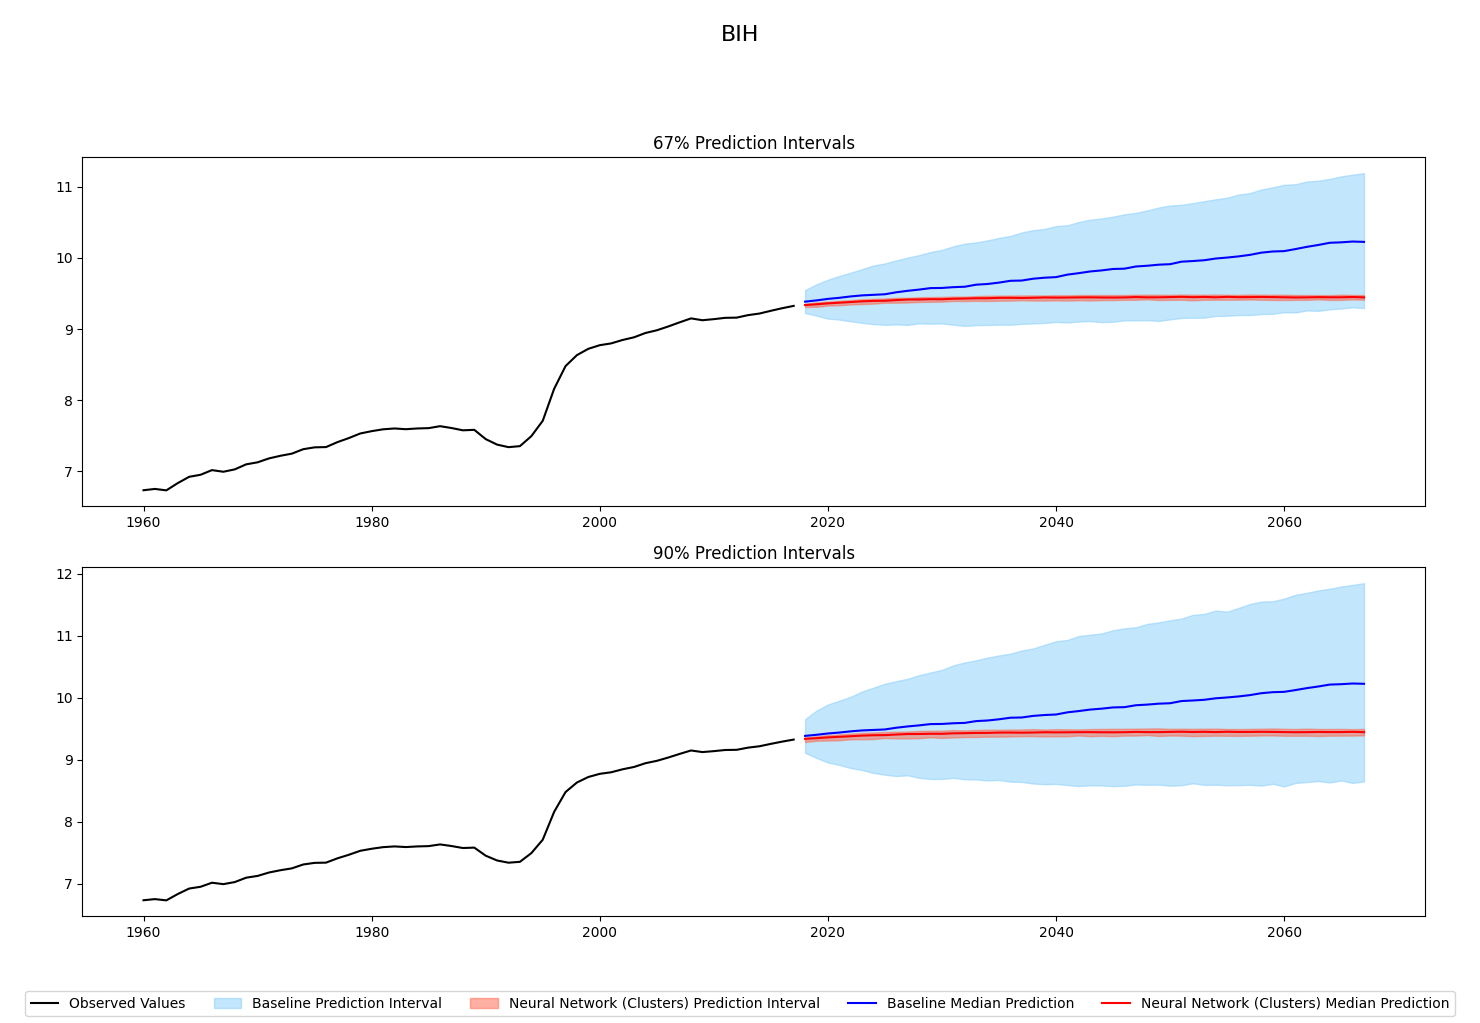 BIH
67% Prediction Intervals
11
10
9
8
7
1960 1980 2000 2020 2040 2060
90% Prediction Intervals
12
11
10
9
8
7
1960 1980 2000 2020 2040 2060
Observed Values Baseline Prediction Interval Neural Network (Clusters) Prediction Interval Baseline Median Prediction Neural Network (Clusters) Median Prediction